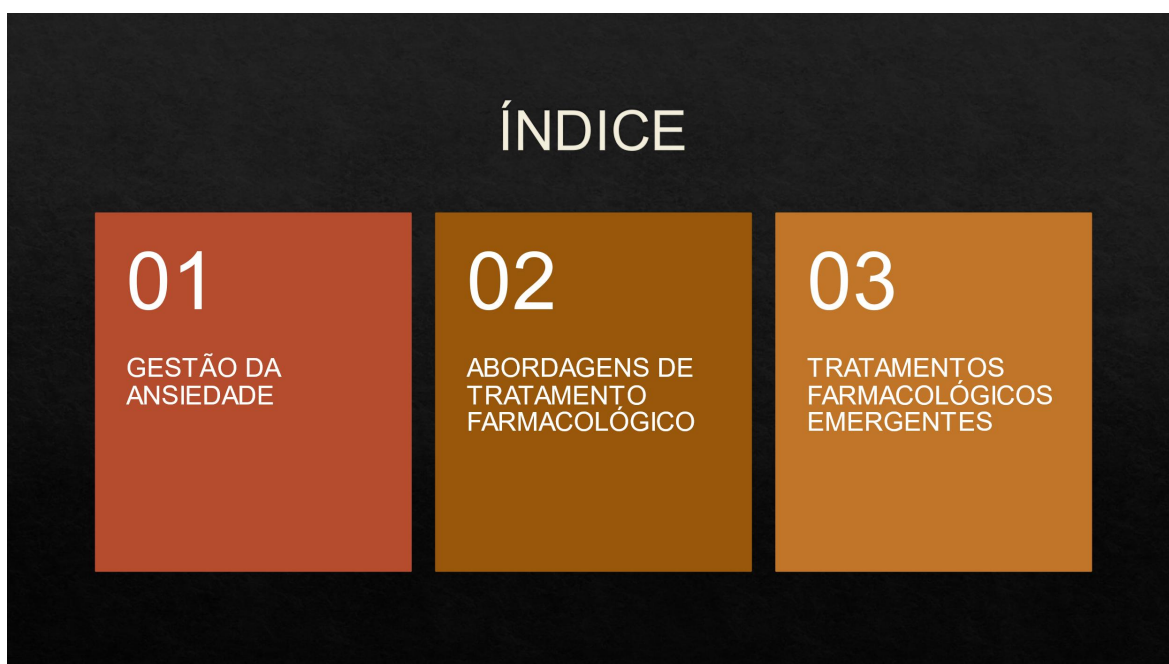 ÍNDICE
01
GESTÃO DA
ANSIEDADE
02
ABORDAGENS DE
TRATAMENTO
FARMACOLÓGICO
03
TRATAMENTOS
FARMACOLÓGICOS
EMERGENTES